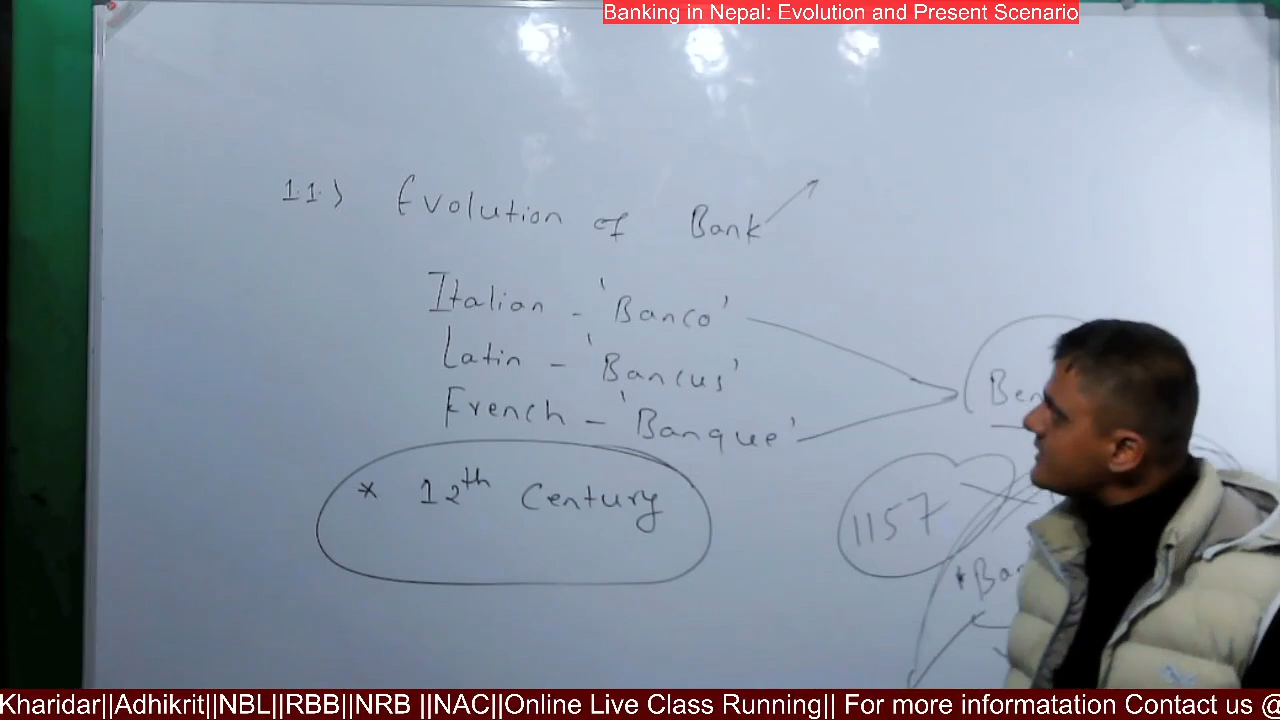 Banking in Nepal: Evolution and Present Scenario
1.1) Evolution of Bank
Italian - 'Banco'
Latin - 'Bancus'
French - 'Banque'
* 12th Century
1157
Kharidar||Adhikrit||NBL||RBB||NRB ||NAC||Online Live Class Running|| For more informatation Contact us @